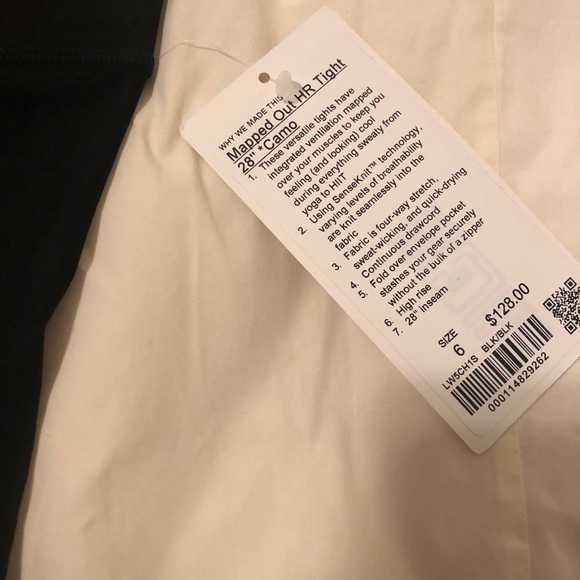 WHY WE MADE THIS
Mapped Out HR Tight
28" *Camo
1. These versatile tights have
integrated ventilation mapped
over your muscles to keep you
feeling (and looking) cool
during everything sweaty from
yoga to HIIT
2. Using SenseKnit™ technology,
varying levels of breathability
are knit seamlessly into the
fabric
3. Fabric is four-way stretch,
sweat-wicking, and quick-drying
4. Continuous drawcord
5. Fold over envelope pocket
stashes your gear securely
without the bulk of a zipper
6. High rise
7. 28" inseam
SIZE
6
$128.00
LW5CH1S BLK/BLK
000114829262